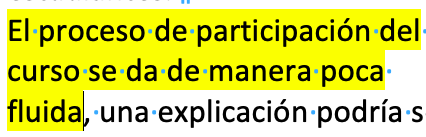 El proceso de participación del
curso se da de manera poca
fluida, una explicación podría s